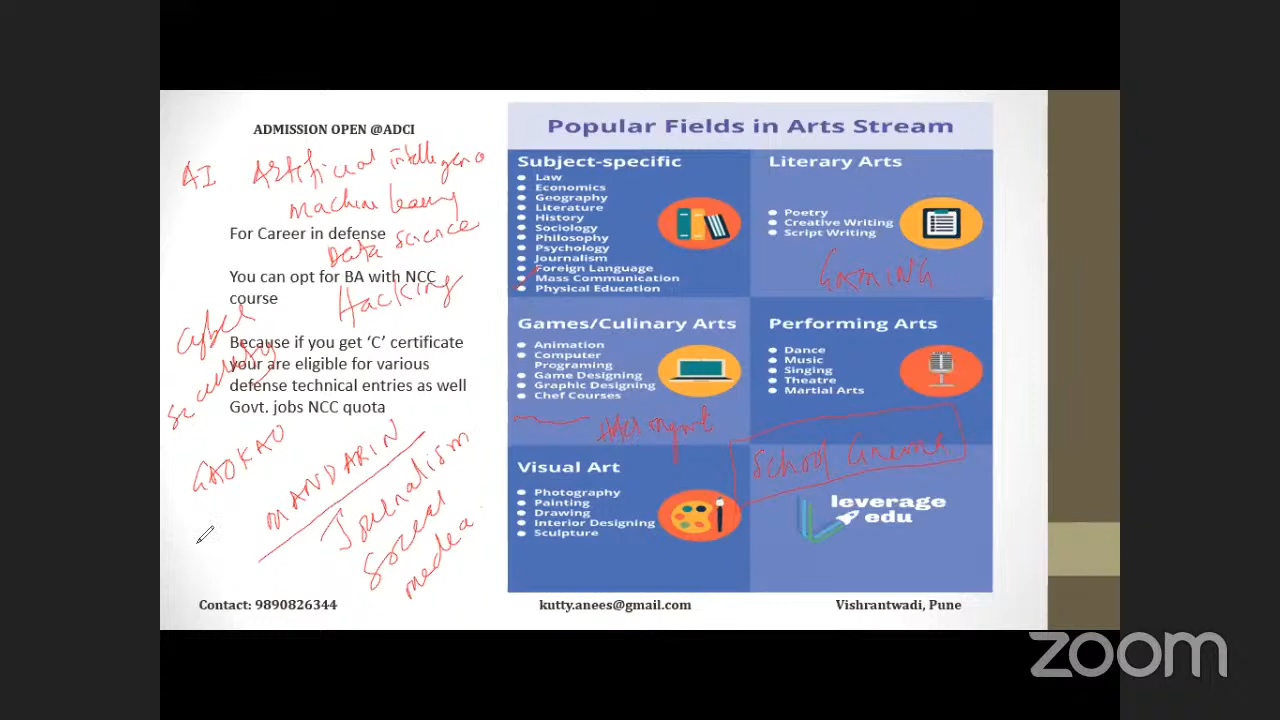 ADMISSION OPEN @ADCI
AI Artificial intelligence
Machine learning
For Career in defense
Data Science
You can opt for BA with NCC
course
Hacking
Cyber
security
Because if you get ‘C’ certificate
your are eligible for various
defense technical entries as well
Govt. jobs NCC quota
GAOKAO
MANDARIN
Journalism
Social
media
Popular Fields in Arts Stream
Subject-specific
Law
Economics
Geography
Literature
History
Sociology
Philosophy
Psychology
Journalism
Foreign Language
Mass Communication
Physical Education
Literary Arts
Poetry
Creative Writing
Script Writing
GAMING
Games/Culinary Arts
Animation
Computer
Programing
Game Designing
Graphic Designing
Chef Courses
mgmt
Performing Arts
Dance
Music
Singing
Theatre
Martial Arts
School Cinema
Visual Art
Photography
Painting
Drawing
Interior Designing
Sculpture
leverage
edu
Contact: 9890826344
kutty.anees@gmail.com
Vishrantwadi, Pune
zoom